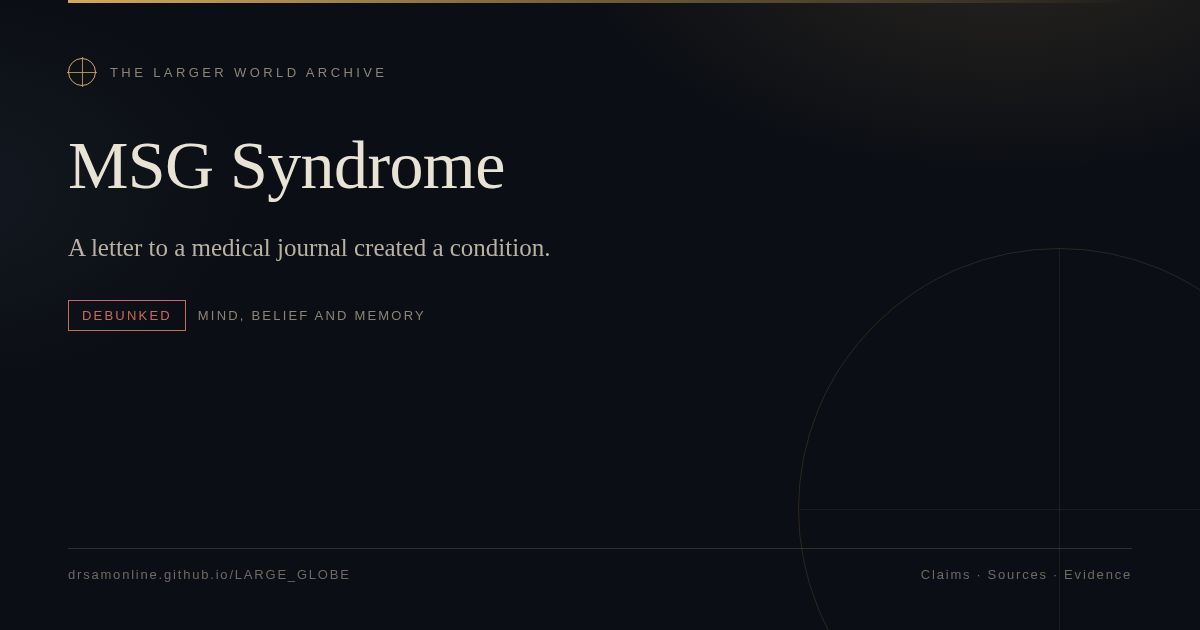 THE LARGER WORLD ARCHIVE
MSG Syndrome
A letter to a medical journal created a condition.
DEBUNKED MIND, BELIEF AND MEMORY
drsamonline.github.io/LARGE_GLOBE
Claims · Sources · Evidence